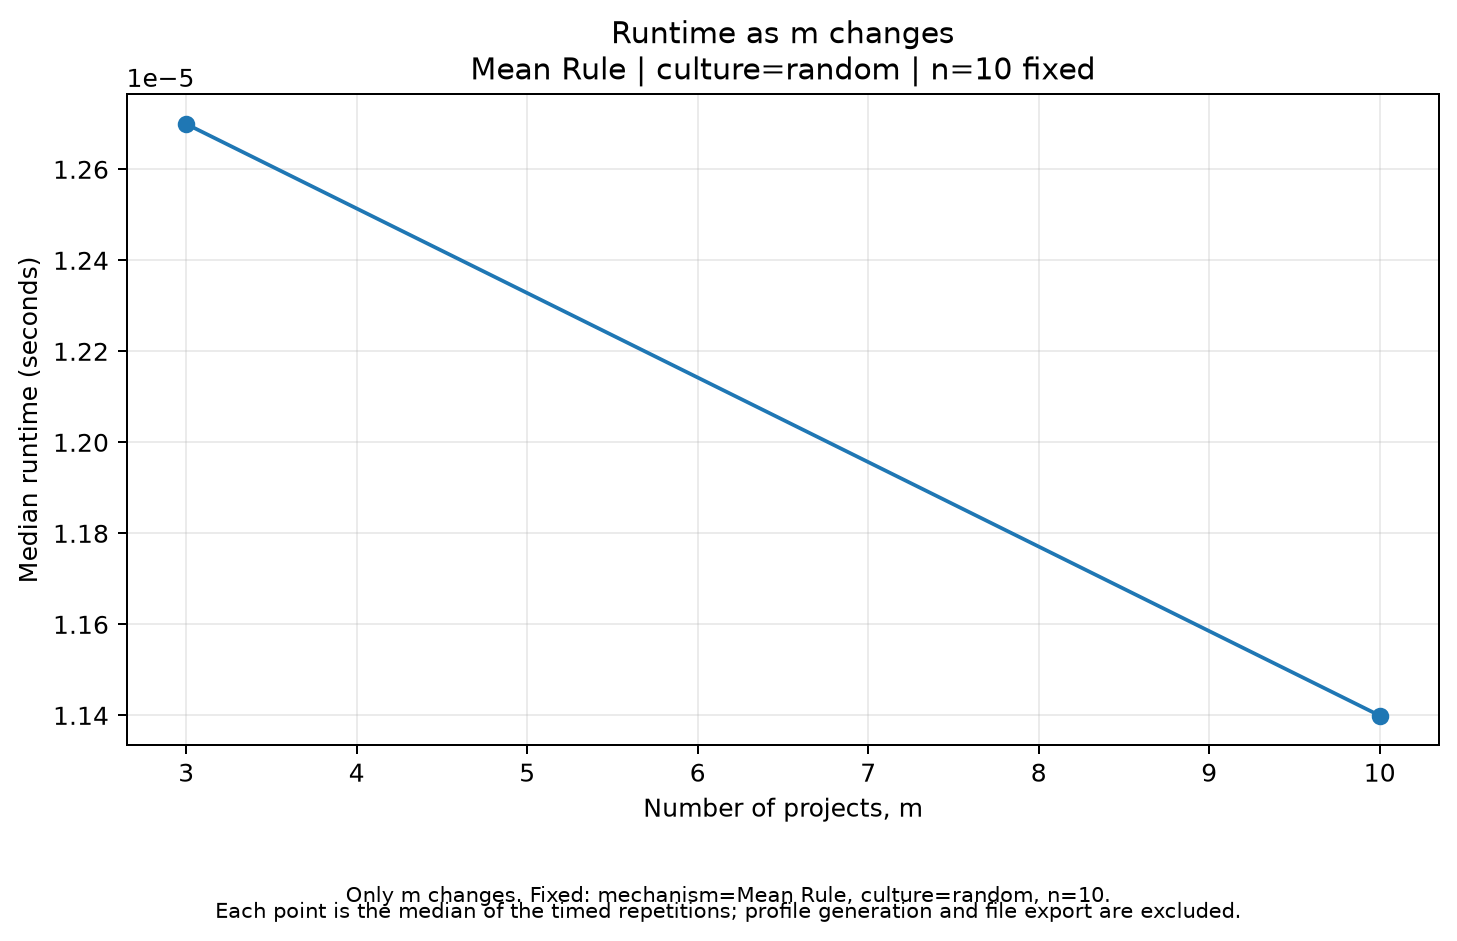 Runtime as m changes
Mean Rule | culture=random | n=10 fixed
1e−5
1.26
1.24
1.22
1.20
1.18
1.16
1.14
Median runtime (seconds)
3 4 5 6 7 8 9 10
Number of projects, m
Only m changes. Fixed: mechanism=Mean Rule, culture=random, n=10.
Each point is the median of the timed repetitions; profile generation and file export are excluded.